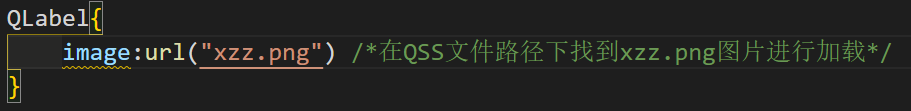 QLabel{
    image:url("xzz.png") /*在QSS文件路径下找到xzz.png图片进行加载*/
}